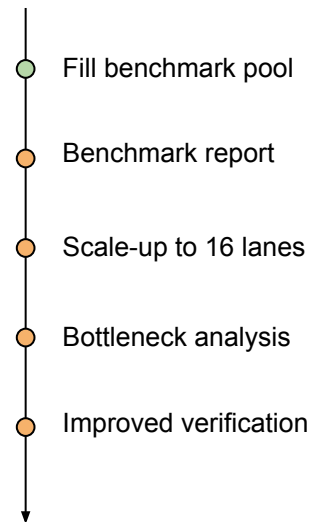 Fill benchmark pool
Benchmark report
Scale-up to 16 lanes
Bottleneck analysis
Improved verification